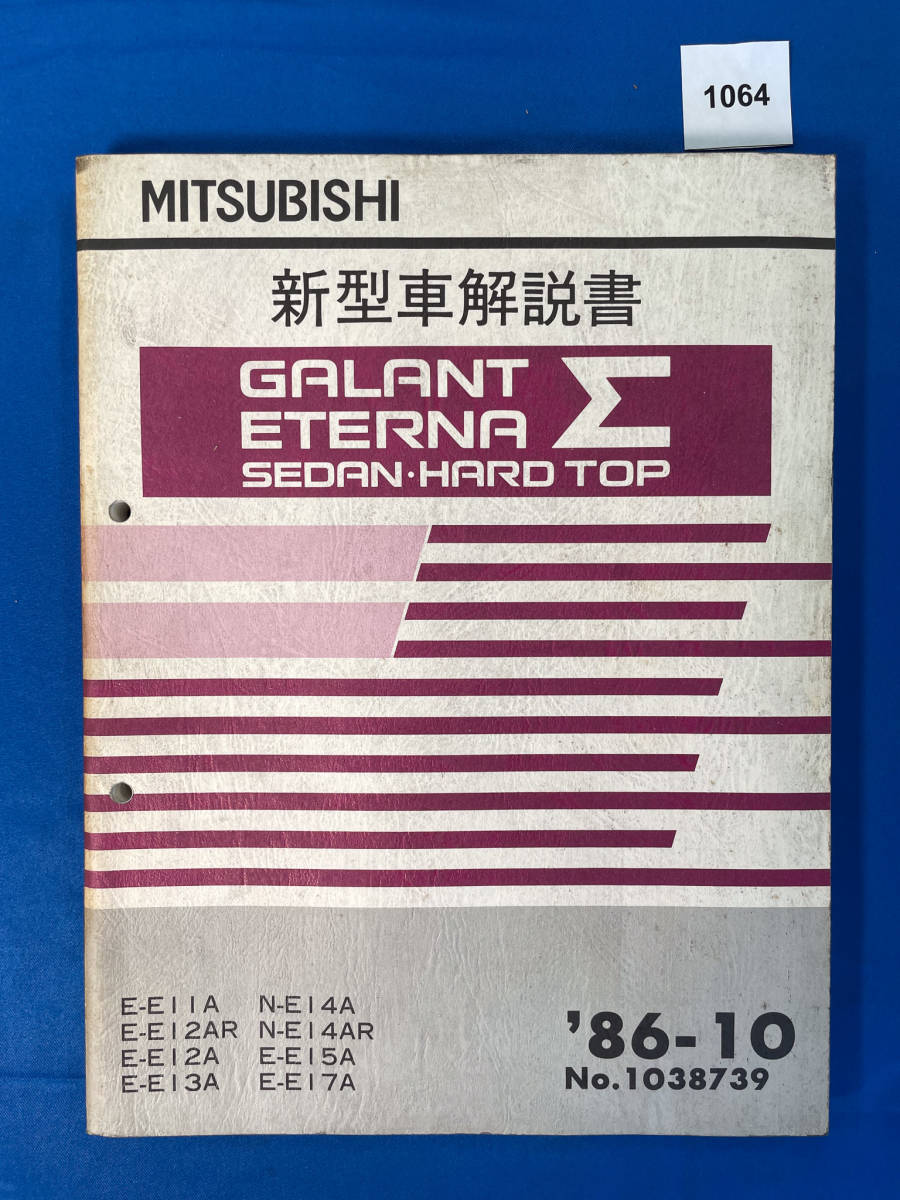 1064
MITSUBISHI
新型車解説書
GALANT Σ
ETERNA
SEDAN·HARD TOP
E-E11A N-E14A
E-E12AR N-E14AR
E-E12A E-E15A
E-E13A E-E17A
'86-10
No.1038739